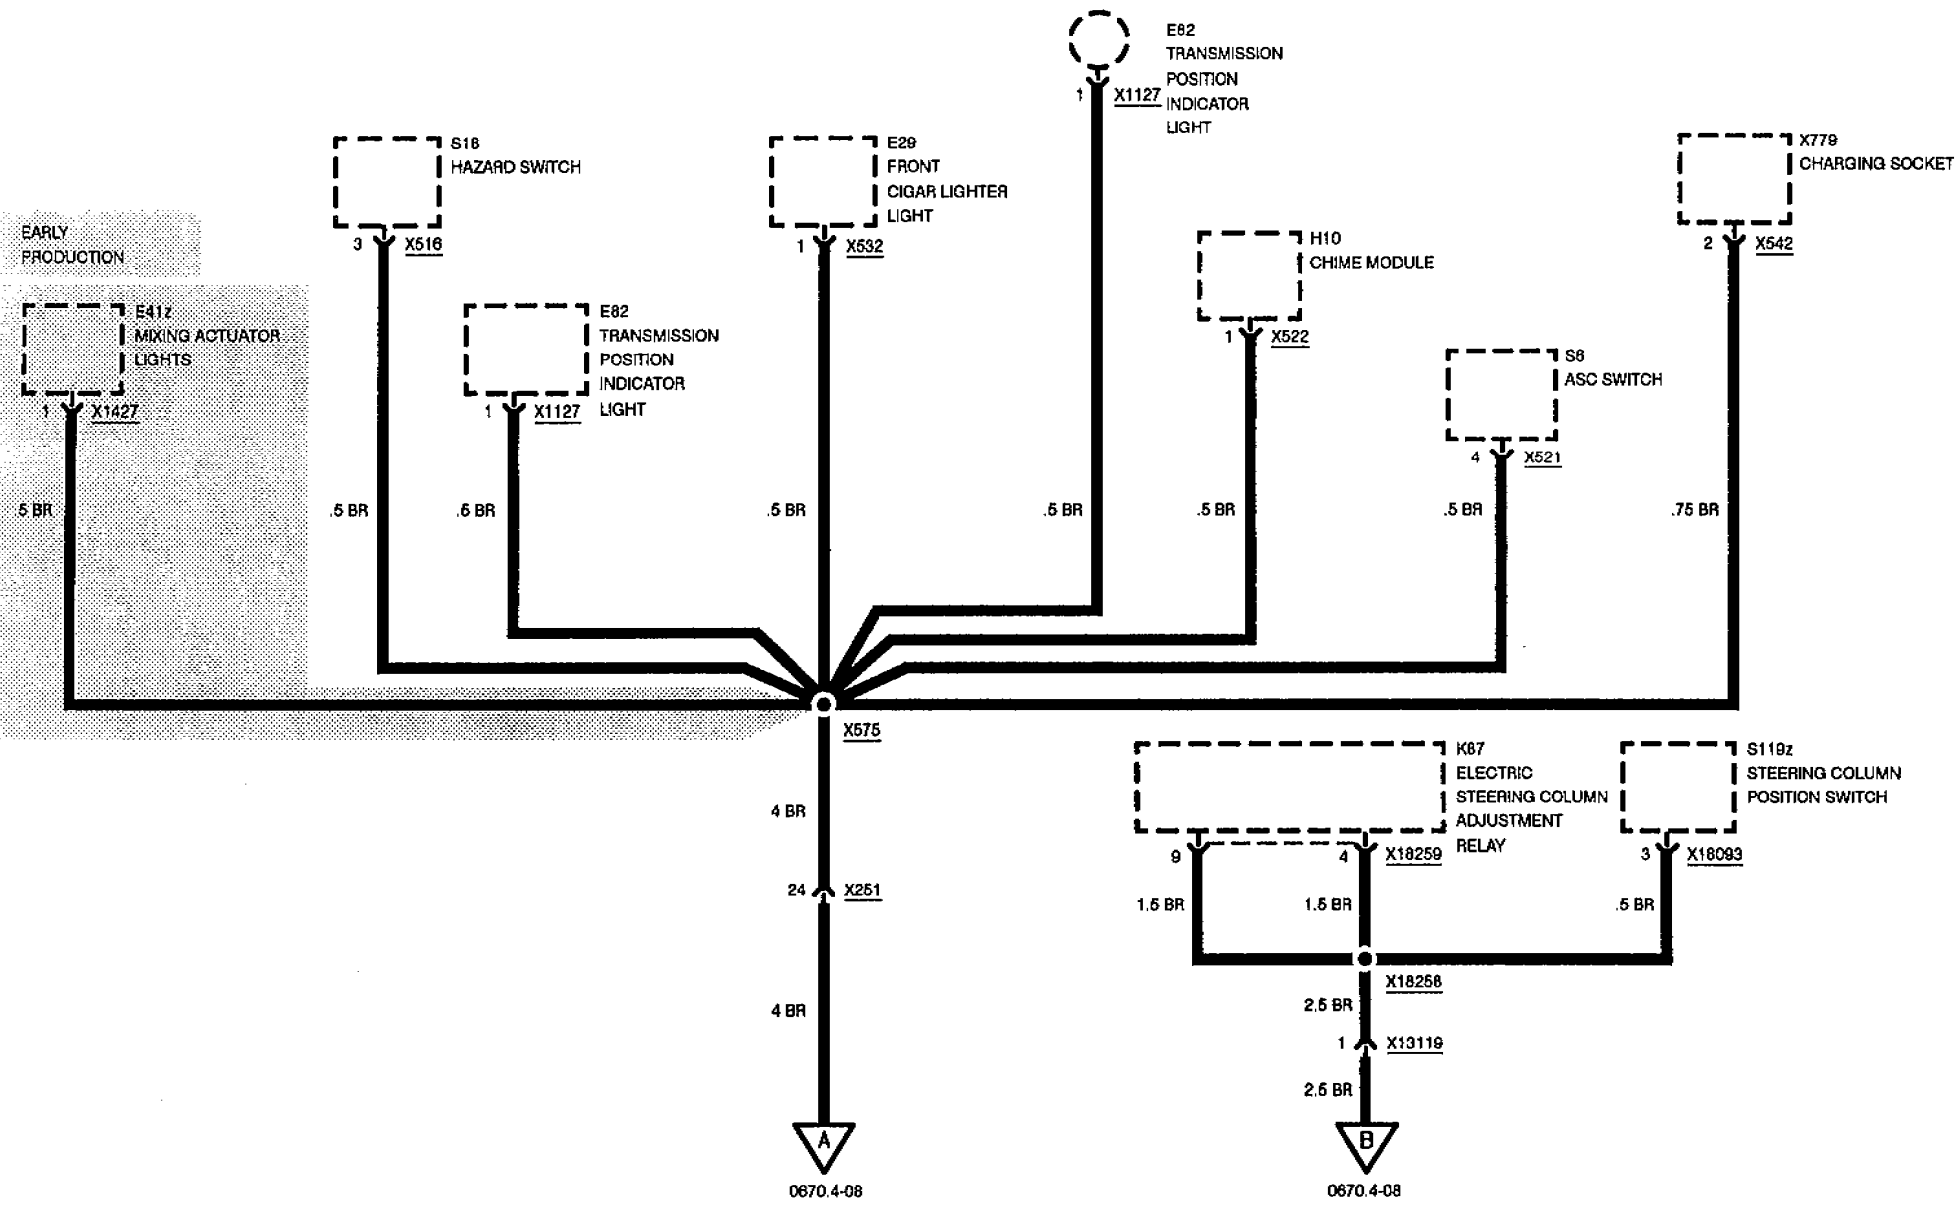 E82
TRANSMISSION
POSITION
INDICATOR
LIGHT
1
X1127
S18
HAZARD SWITCH
3
X516
E29
FRONT
CIGAR LIGHTER
LIGHT
1
X532
X779
CHARGING SOCKET
2
X542
EARLY
PRODUCTION
H10
CHIME MODULE
1
X522
E41z
MIXING ACTUATOR
LIGHTS
1
X1427
E82
TRANSMISSION
POSITION
INDICATOR
LIGHT
1
X1127
S6
ASC SWITCH
4
X521
.5 BR
.5 BR
.5 BR
.5 BR
.5 BR
.5 BR
.5 BR
.75 BR
X575
K67
ELECTRIC
STEERING COLUMN
ADJUSTMENT
RELAY
S119z
STEERING COLUMN
POSITION SWITCH
4 BR
9
4
X18259
3
X18093
24
X251
1.5 BR
1.5 BR
.5 BR
X18258
4 BR
2.5 BR
1
X13119
2.5 BR
A
B
0670.4-08
0670.4-08